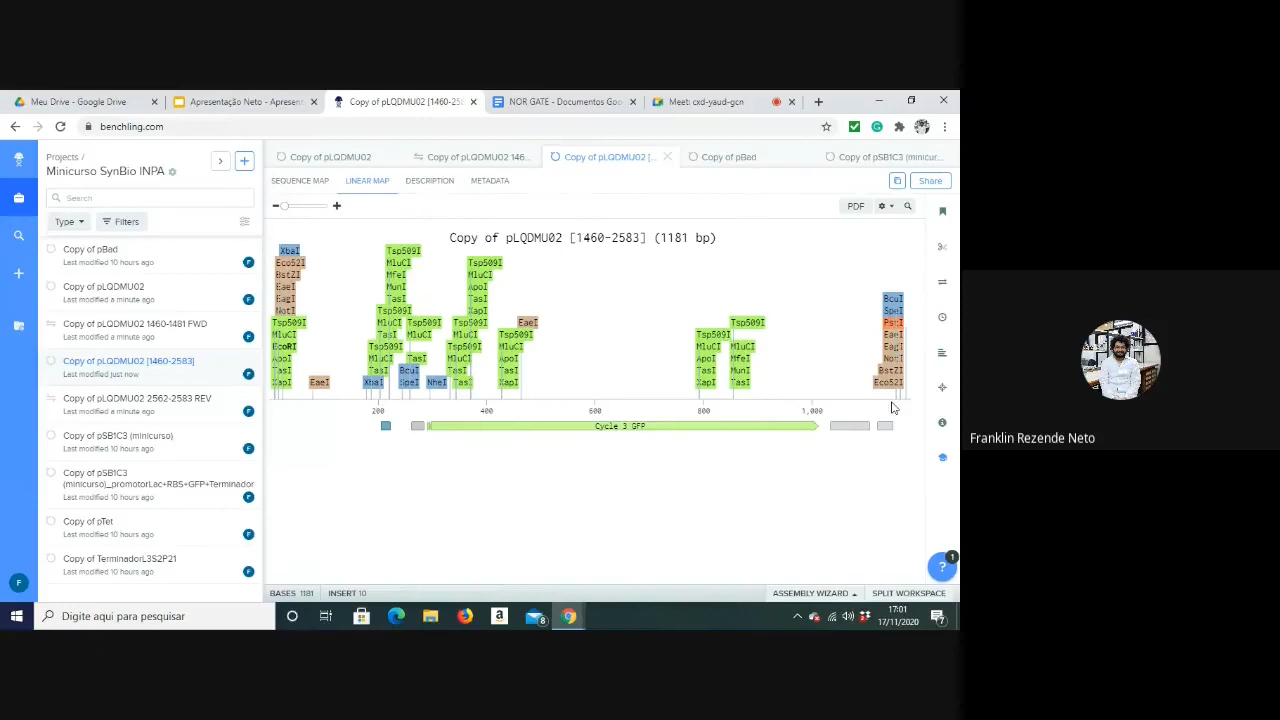 Meu Drive - Google Drive
Apresentação Neto - Apresent
Copy of pLQDMU02 [1460-258
NOR GATE - Documentos Goo
Meet: cxd-yaud-gcn
benchling.com
Projects /
Minicurso SynBio INPA
Search
Type
Filters
Copy of pBad
Last modified 10 hours ago
Copy of pLQDMU02
Last modified a minute ago
Copy of pLQDMU02 1460-1481 FWD
Last modified a minute ago
Copy of pLQDMU02 [1460-2583]
Last modified just now
Copy of pLQDMU02 2562-2583 REV
Last modified a minute ago
Copy of pSB1C3 (minicurso)
Last modified 10 hours ago
Copy of pSB1C3
(minicurso)_promotorLac+RBS+GFP+Terminador
Last modified 10 hours ago
Copy of pTet
Last modified 10 hours ago
Copy of TerminadorL3S2P21
Last modified 10 hours ago
F
Copy of pLQDMU02
Copy of pLQDMU02 146...
Copy of pLQDMU02 [...
Copy of pBad
Copy of pSB1C3 (minicur...
SEQUENCE MAP
LINEAR MAP
DESCRIPTION
METADATA
Share
PDF
Copy of pLQDMU02 [1460-2583] (1181 bp)
XbaI
Eco52I
BstZI
EaeI
EagI
NotI
Tsp509I
MluCI
EcoRI
ApoI
TasI
XapI
EaeI
Tsp509I
MluCI
MfeI
MunI
TasI
Tsp509I
MluCI
TasI
Tsp509I
MluCI
TasI
XbaI
Tsp509I
MluCI
TasI
BcuI
SpeI
NheI
Tsp509I
MluCI
ApoI
TasI
XapI
Tsp509I
MluCI
TasI
Tsp509I
MluCI
TasI
EaeI
Tsp509I
MluCI
ApoI
TasI
XapI
Tsp509I
MluCI
ApoI
TasI
XapI
Tsp509I
MluCI
MfeI
MunI
TasI
BcuI
SpeI
PstI
EaeI
EagI
NotI
BstZI
Eco52I
200
400
600
800
1,000
Cycle 3 GFP
BASES 1181
INSERT 10
ASSEMBLY WIZARD
SPLIT WORKSPACE
? 1
Digite aqui para pesquisar
8
17:01
17/11/2020
7
Franklin Rezende Neto